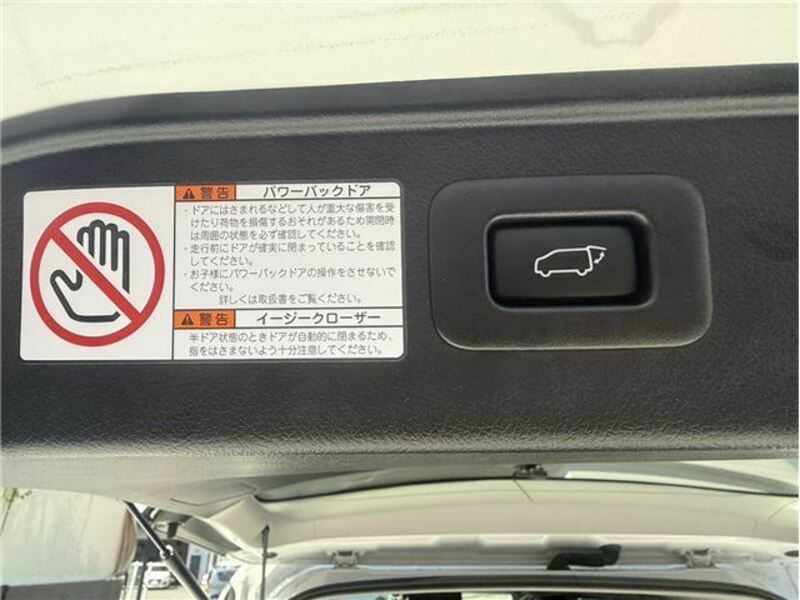 警告 パワーバックドア
・ドアにはさまれるなどして人が重大な傷害を受
けたり荷物を損傷するおそれがあるため開閉時
は周囲の状態を必ず確認してください。
・走行前にドアが確実に閉まっていることを確認
してください。
・お子様にパワーバックドアの操作をさせないで
ください。
詳しくは取扱書をご覧ください。
警告 イージークローザー
半ドア状態のときドアが自動的に閉まるため、
指をはさまないよう十分注意してください。